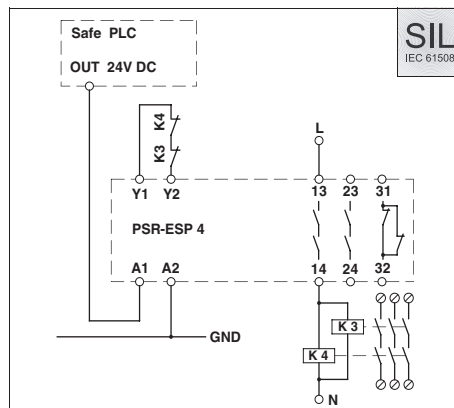 Safe PLC
OUT 24V DC
SIL
IEC 61508
K4
K3
L
Y1 Y2 13 23 31
PSR-ESP 4
A1 A2 14 24 32
GND
K 3
K 4
N